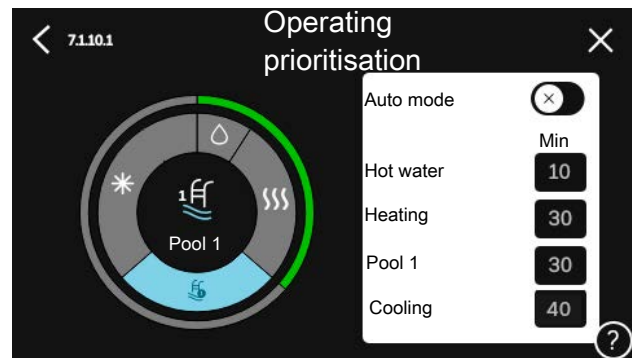 7.1.10.1
Operating
prioritisation
Auto mode
Min
Hot water 10
Heating 30
Pool 1 30
Cooling 40
1
Pool 1
1
?